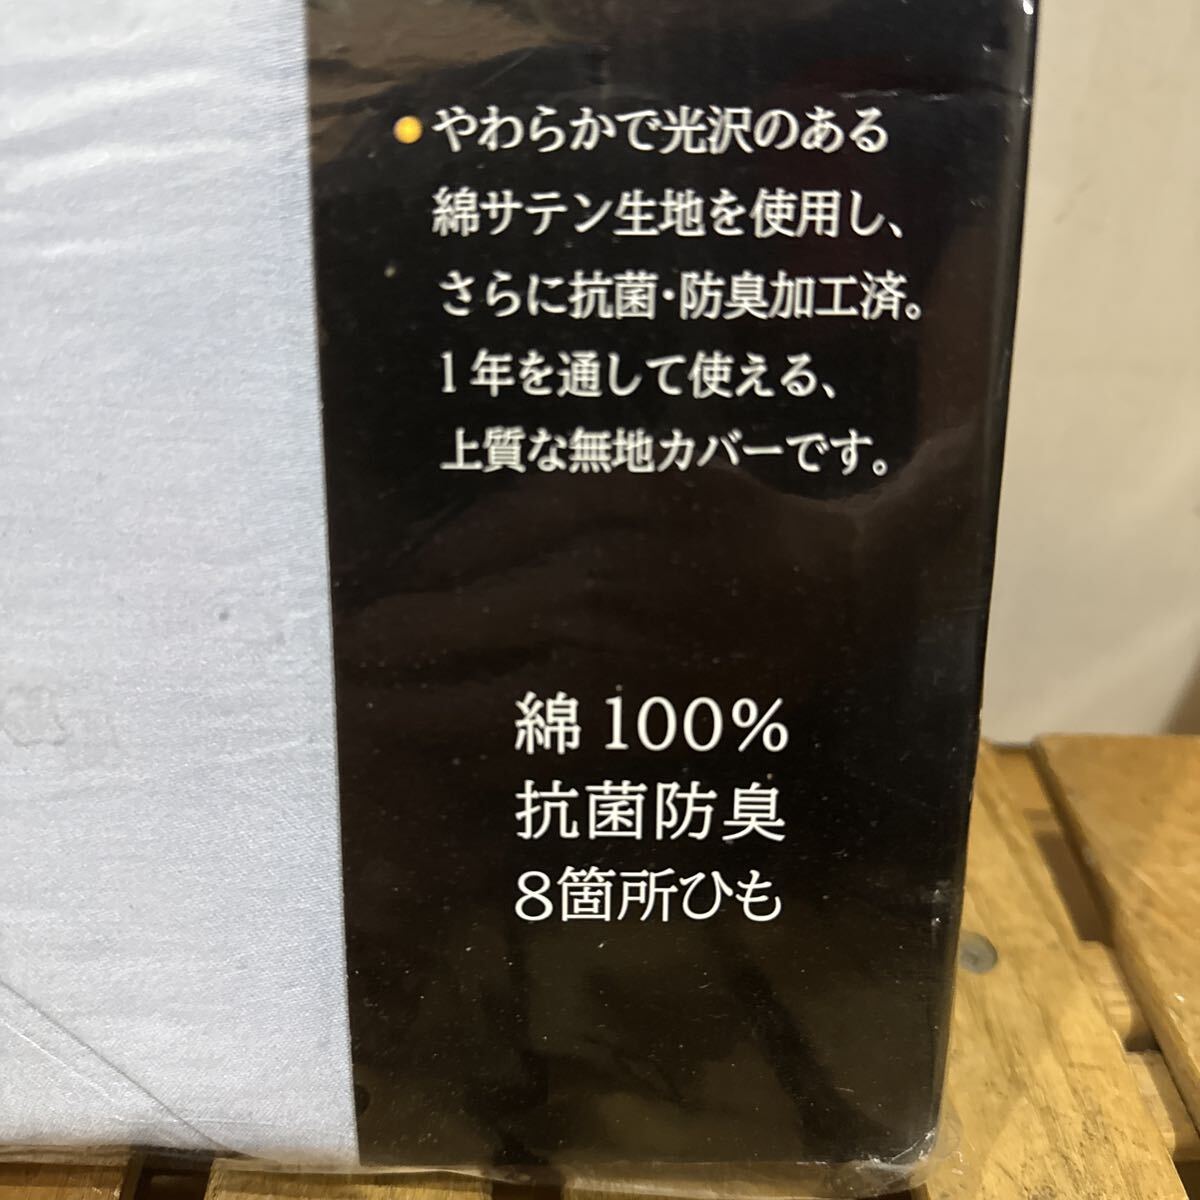 ●やわらかで光沢のある
綿サテン生地を使用し、
さらに抗菌・防臭加工済。
1年を通して使える、
上質な無地カバーです。
綿100%
抗菌防臭
8箇所ひも